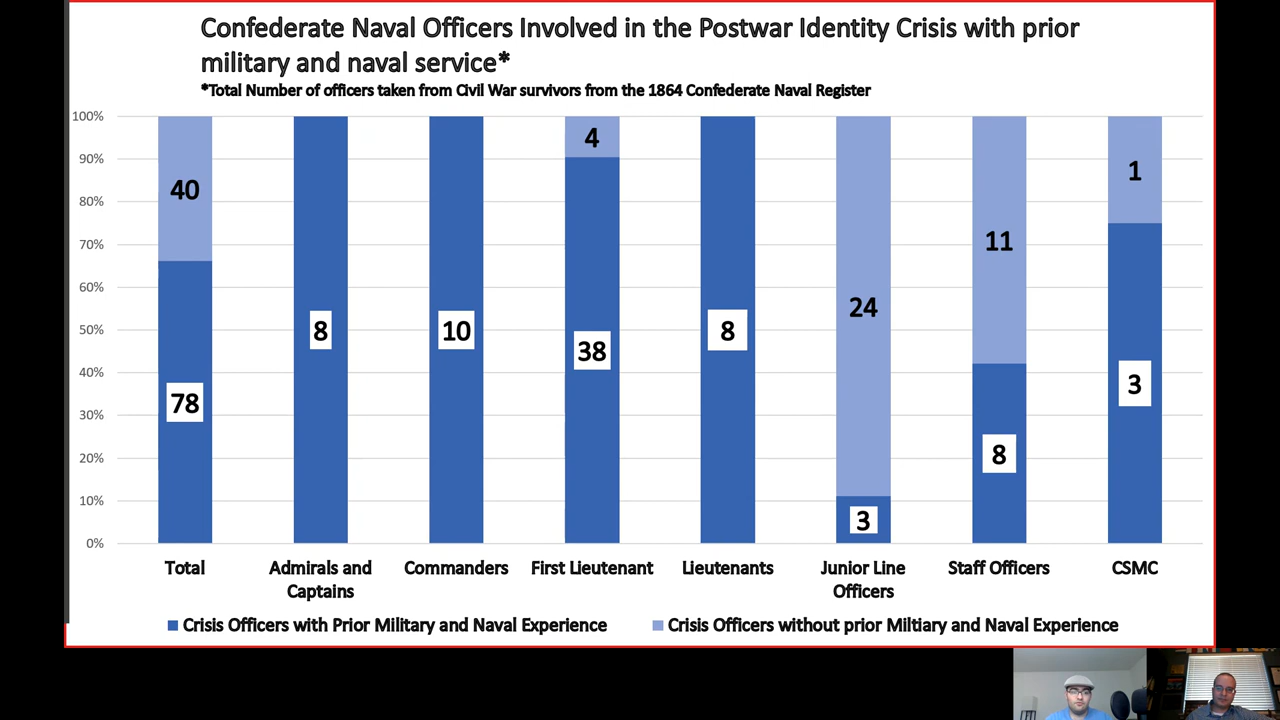 Confederate Naval Officers Involved in the Postwar Identity Crisis with prior
military and naval service*
*Total Number of officers taken from Civil War survivors from the 1864 Confederate Naval Register
100%
90%
80%
70%
60%
50%
40%
30%
20%
10%
0%
40
78
8
10
4
38
8
24
3
11
8
1
3
Total
Admirals and
Captains
Commanders
First Lieutenant
Lieutenants
Junior Line
Officers
Staff Officers
CSMC
Crisis Officers with Prior Military and Naval Experience
Crisis Officers without prior Miltiary and Naval Experience